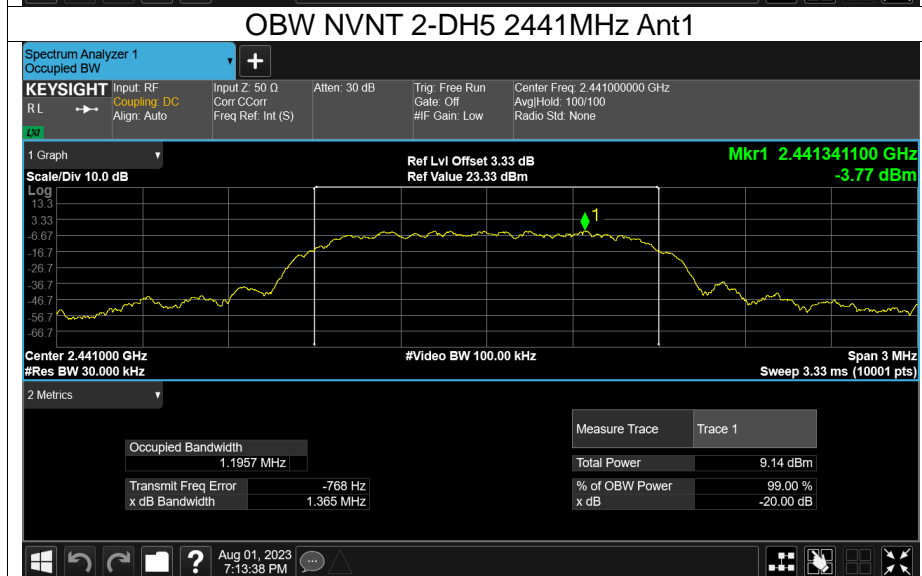 OBW NVNT 2-DH5 2441MHz Ant1
Spectrum Analyzer 1
Occupied BW
▼
+
KEYSIGHT
R L
LXI
Input: RF
Coupling: DC
Align: Auto
Input Z: 50 Ω
Corr CCorr
Freq Ref: Int (S)
Atten: 30 dB
Trig: Free Run
Gate: Off
#IF Gain: Low
Center Freq: 2.441000000 GHz
Avg|Hold: 100/100
Radio Std: None
1 Graph ▼
Scale/Div 10.0 dB
Ref Lvl Offset 3.33 dB
Ref Value 23.33 dBm
Mkr1 2.441341100 GHz
-3.77 dBm
Log
13.3
3.33
-6.67
-16.7
-26.7
-36.7
-46.7
-56.7
-66.7
1
Center 2.441000 GHz
#Res BW 30.000 kHz
#Video BW 100.00 kHz
Span 3 MHz
Sweep 3.33 ms (10001 pts)
2 Metrics ▼
Occupied Bandwidth
1.1957 MHz
Transmit Freq Error -768 Hz
x dB Bandwidth 1.365 MHz
Measure Trace Trace 1
Total Power 9.14 dBm
% of OBW Power 99.00 %
x dB -20.00 dB
?
Aug 01, 2023
7:13:38 PM